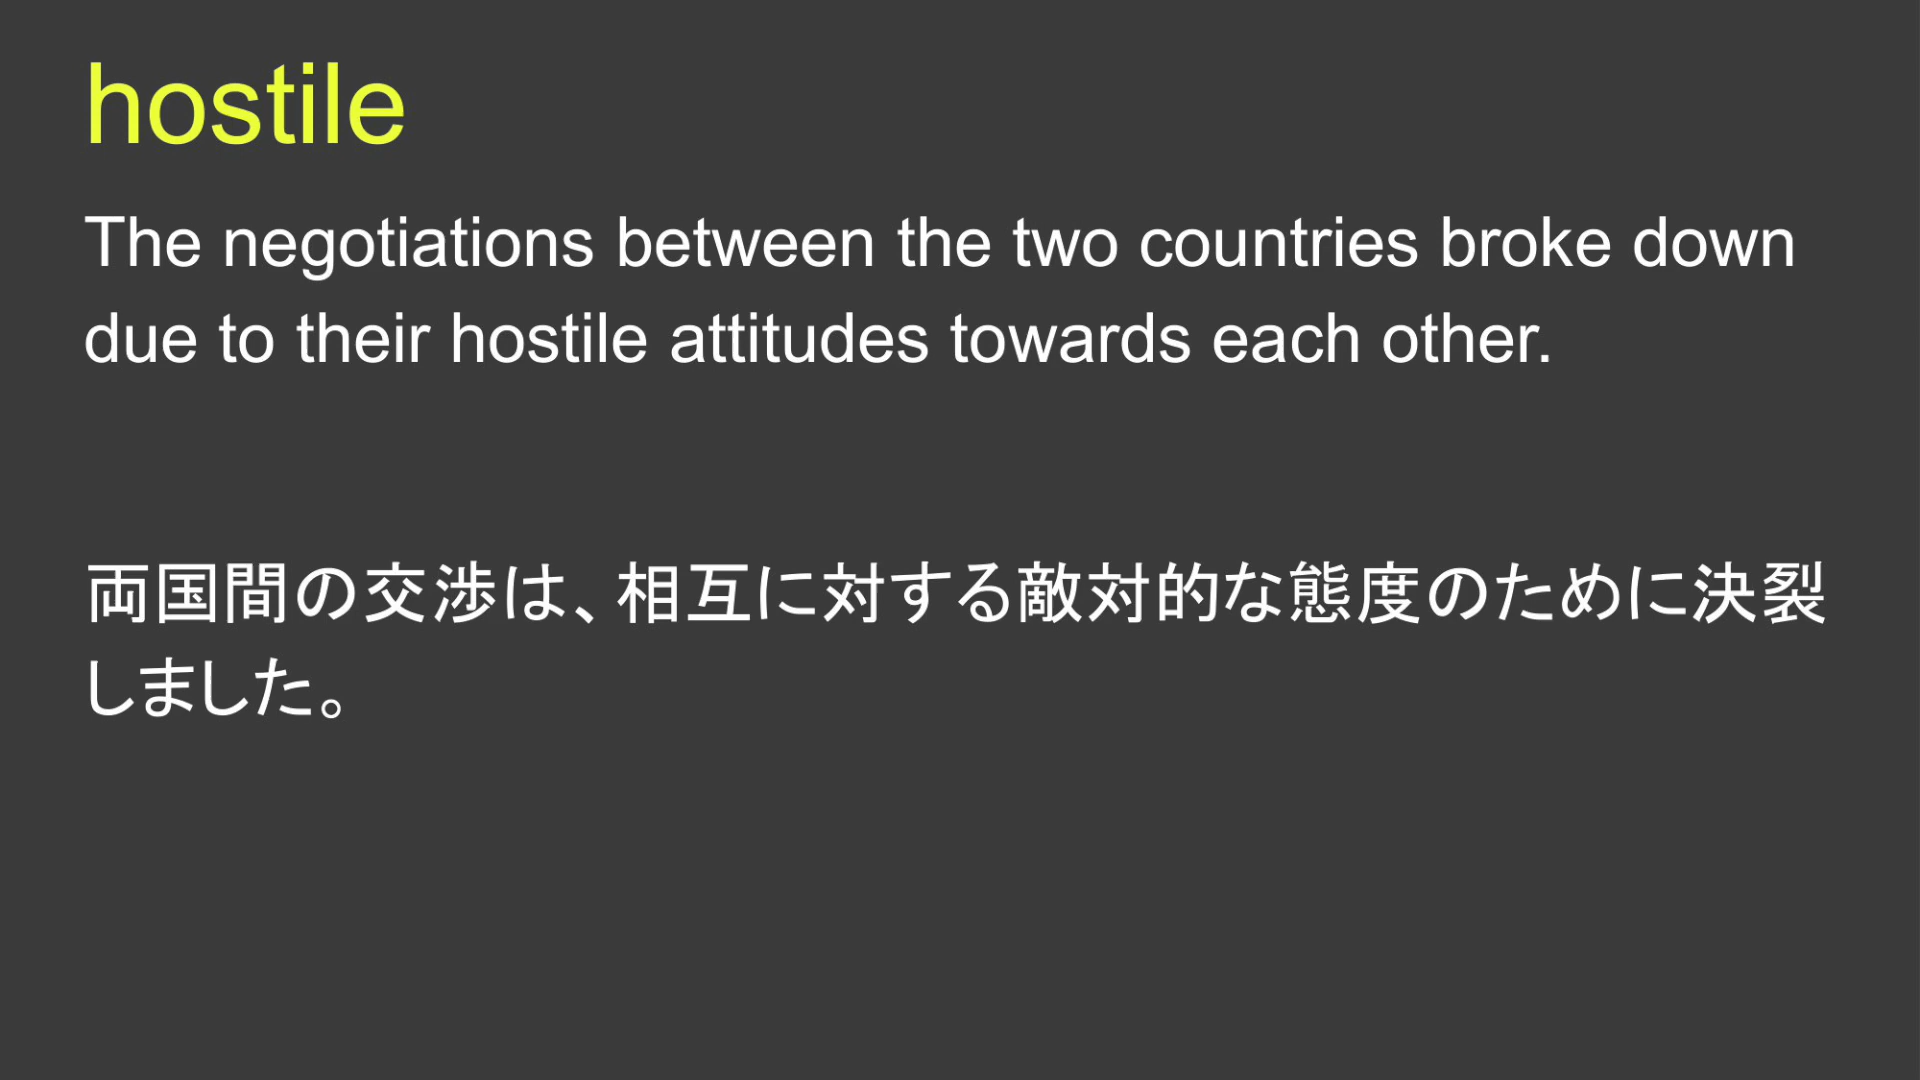 hostile
The negotiations between the two countries broke down
due to their hostile attitudes towards each other.
両国間の交渉は、相互に対する敵対的な態度のために決裂
しました。